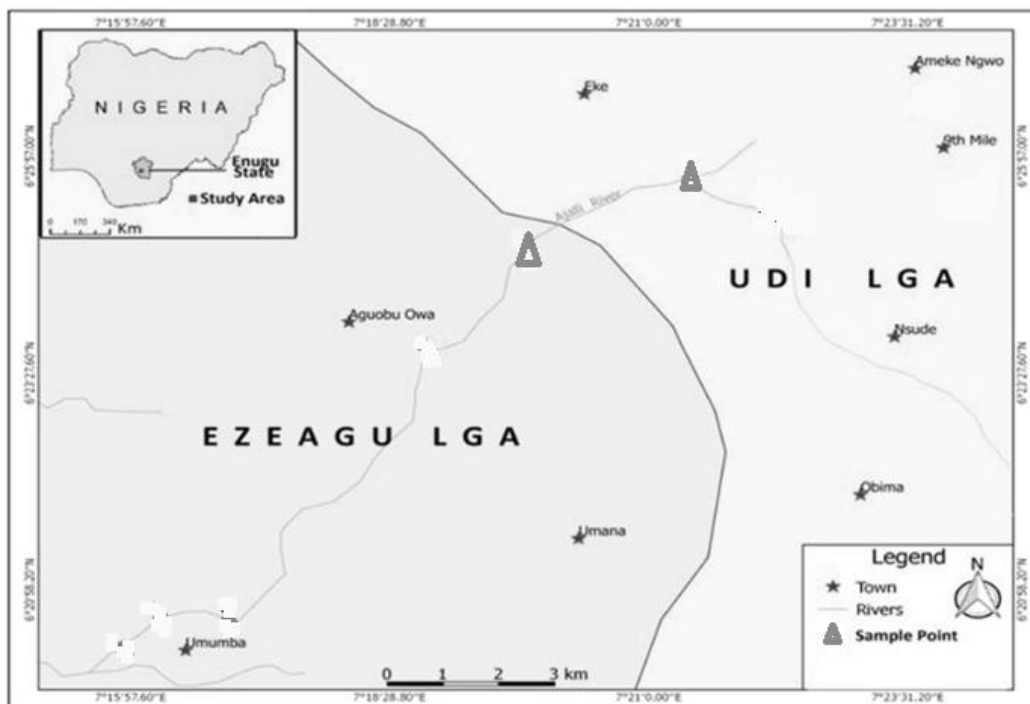 7°15'57.60"E 7°18'28.80"E 7°21'0.00"E 7°23'31.20"E
NIGERIA
Enugu
State
Study Area
0 170 340
Km
Eke
Ameke Ngwo
9th Mile
Ajalli River
UDI LGA
Aguobu Owa
Nsude
EZEAGU LGA
Obima
Umana
Umumba
6°25'57.00"N
6°23'27.60"N
6°20'58.20"N
6°25'57.00"N
6°23'27.60"N
6°20'58.20"N
Legend
N
Town
Rivers
Sample Point
0 1 2 3 km
7°15'57.60"E 7°18'28.80"E 7°21'0.00"E 7°23'31.20"E